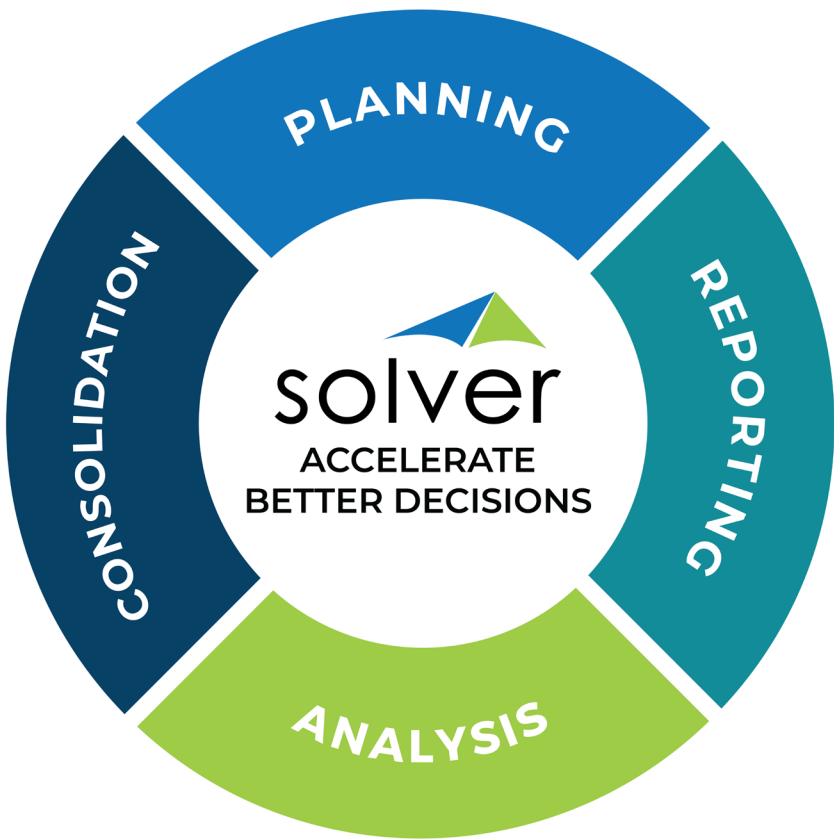 PLANNING
REPORTING
ANALYSIS
CONSOLIDATION
solver
ACCELERATE
BETTER DECISIONS